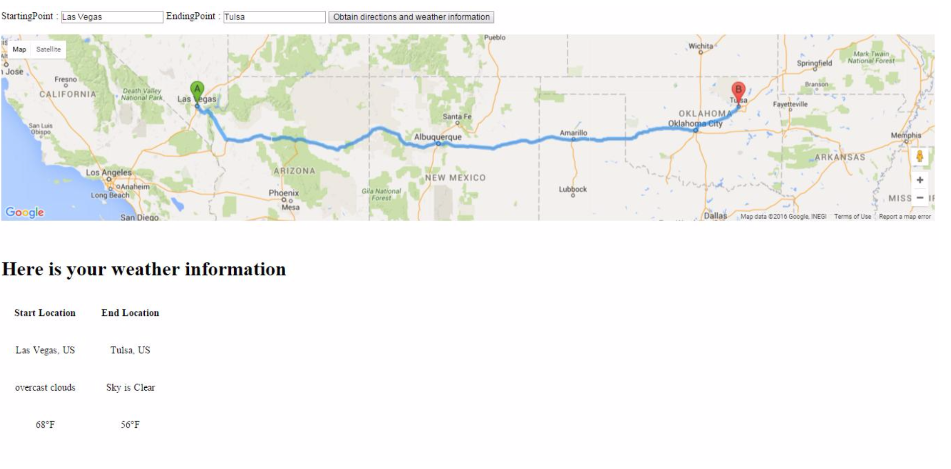 StartingPoint : Las Vegas EndingPoint : Tulsa Obtain directions and weather information
Map Satellite
Pueblo
Wichita
Springfield
Mark Twain
National Forest
Jose
Fresno
CALIFORNIA
Death Valley
National Park
A
Las Vegas
B
Tulsa
Branson
Fayetteville
San Luis
Obispo
Santa Fe
OKLAHOMA
Oklahoma City
Albuquerque
Amarillo
Memphis
Los Angeles
Anaheim
Long Beach
ARIZONA
ARKANSAS
Phoenix
Mesa
Gila National
Forest
NEW MEXICO
Lubbock
+
MISSI
−
Google
San Diego
Dallas
Map data ©2016 Google, INEGI Terms of Use Report a map error
Here is your weather information
Start Location End Location
Las Vegas, US Tulsa, US
overcast clouds Sky is Clear
68°F 56°F